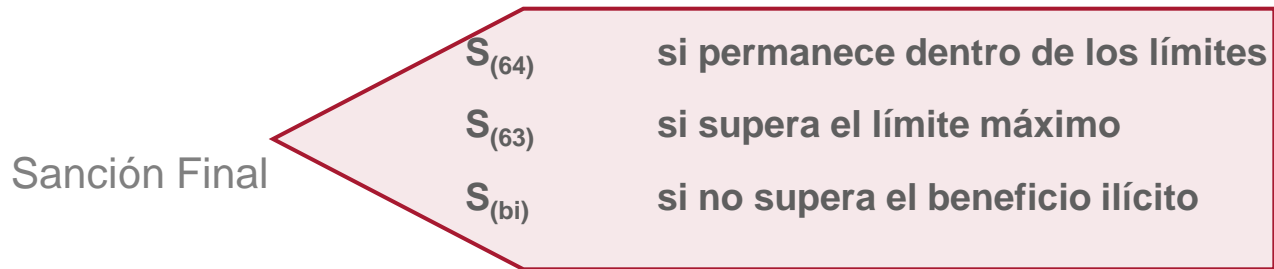 S(64) si permanece dentro de los límites
S(63) si supera el límite máximo
Sanción Final
S(bi) si no supera el beneficio ilícito